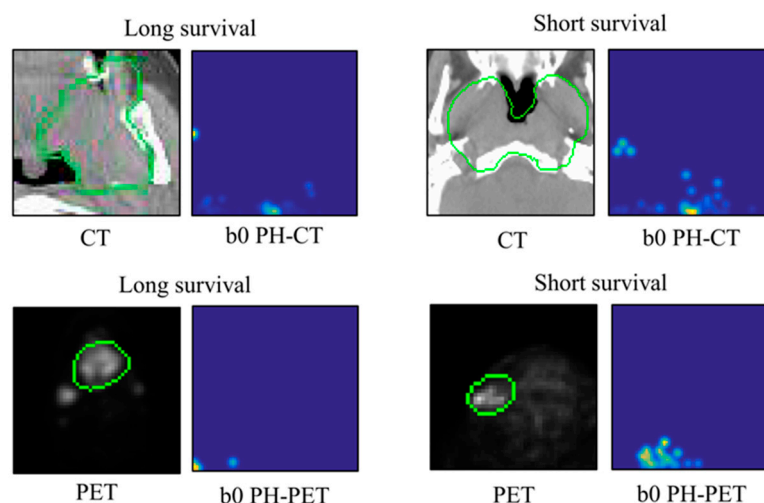 Long survival
Short survival
CT
b0 PH-CT
CT
b0 PH-CT
Long survival
Short survival
PET
b0 PH-PET
PET
b0 PH-PET